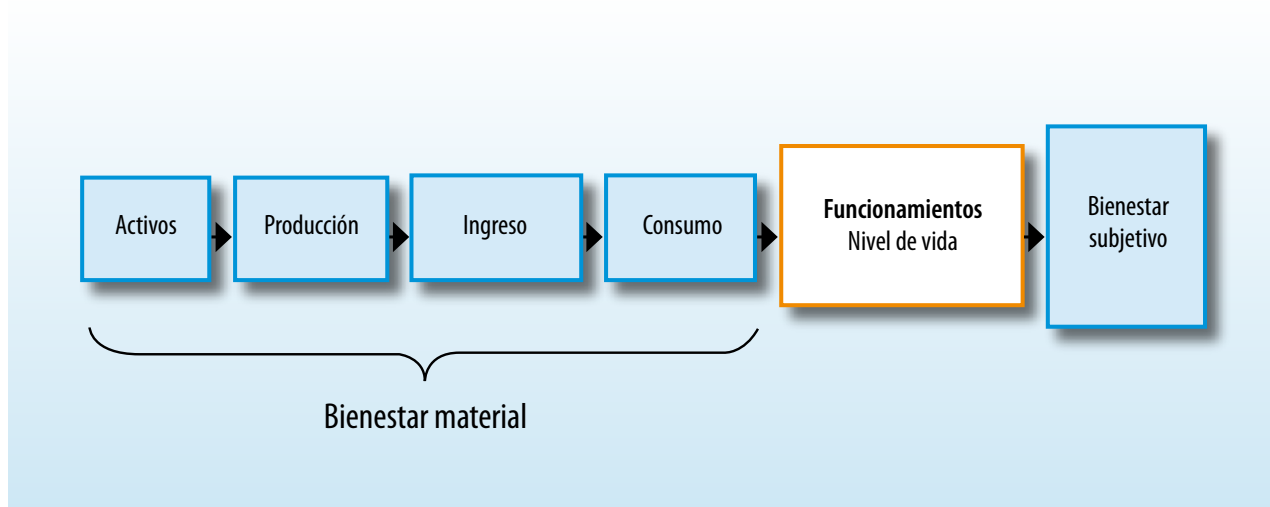 Activos
Producción
Ingreso
Consumo
Funcionamientos
Nivel de vida
Bienestar
subjetivo
Bienestar material